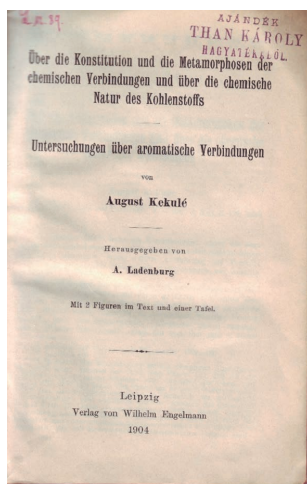 AJÁNDÉK
THAN KÁROLY
HAGYATÉKÁBÓL
Über die Konstitution und die Metamorphosen der
chemischen Verbindungen und über die chemische
Natur des Kohlenstoffs
Untersuchungen über aromatische Verbindungen
von
August Kekulé
Herausgegeben von
A. Ladenburg
Mit 2 Figuren im Text und einer Tafel.
Leipzig
Verlag von Wilhelm Engelmann
1904